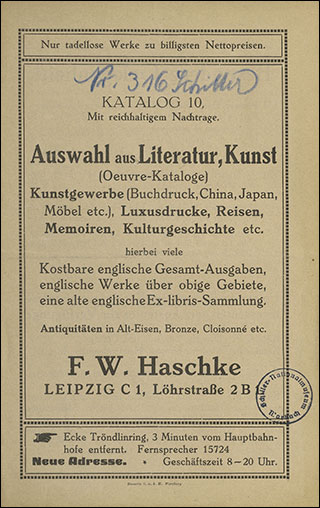 Nur tadellose Werke zu billigsten Nettopreisen.
Nr. 316 Schiller
KATALOG 10,
Mit reichhaltigem Nachtrage.
Auswahl aus Literatur, Kunst
(Oeuvre-Kataloge)
Kunstgewerbe (Buchdruck, China, Japan,
Möbel etc.), Luxusdrucke, Reisen,
Memoiren, Kulturgeschichte etc.
hierbei viele
Kostbare englische Gesamt-Ausgaben,
englische Werke über obige Gebiete,
eine alte englische Ex-libris-Sammlung.
Antiquitäten in Alt-Eisen, Bronze, Cloisonné etc.
F. W. Haschke
LEIPZIG C 1, Löhrstraße 2 B
Schiller-Nationalmuseum
Marbach
Ecke Tröndlinring, 3 Minuten vom Hauptbahn-
hofe entfernt. Fernsprecher 15724
Neue Adresse. • Geschäftszeit 8–20 Uhr.